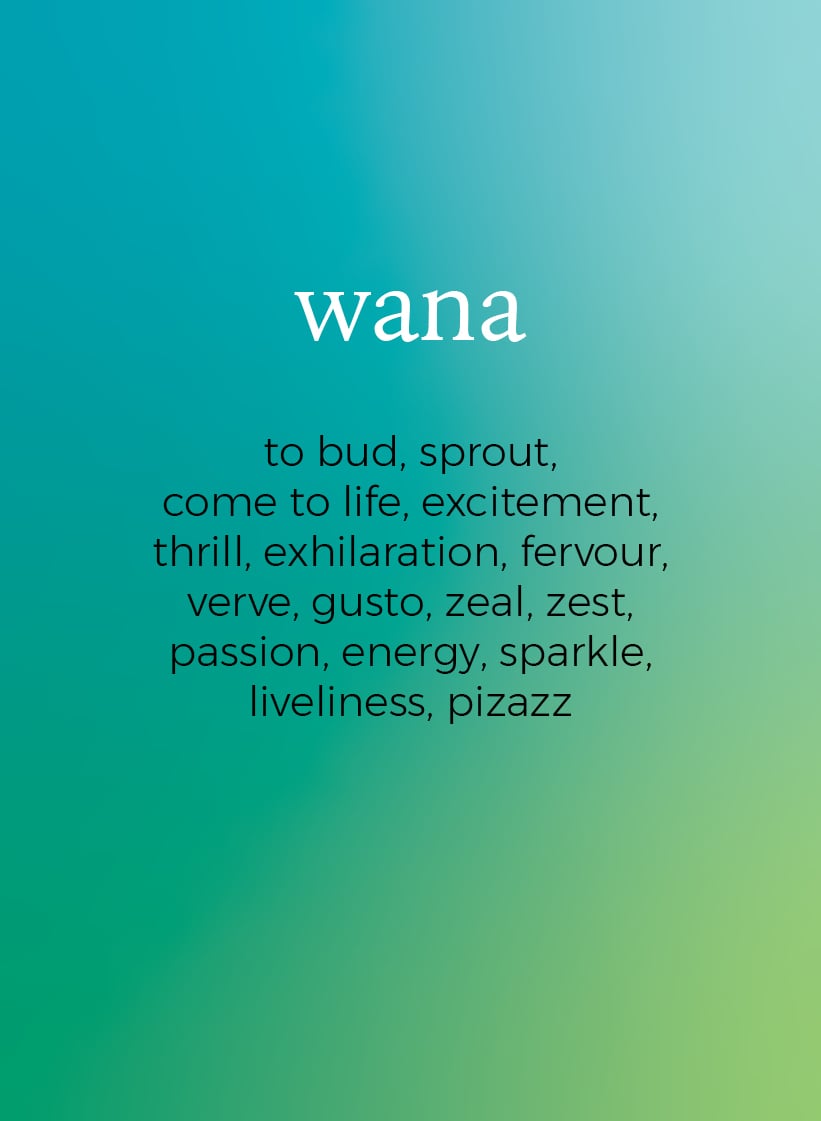 wana
to bud, sprout,
come to life, excitement,
thrill, exhilaration, fervour,
verve, gusto, zeal, zest,
passion, energy, sparkle,
liveliness, pizazz